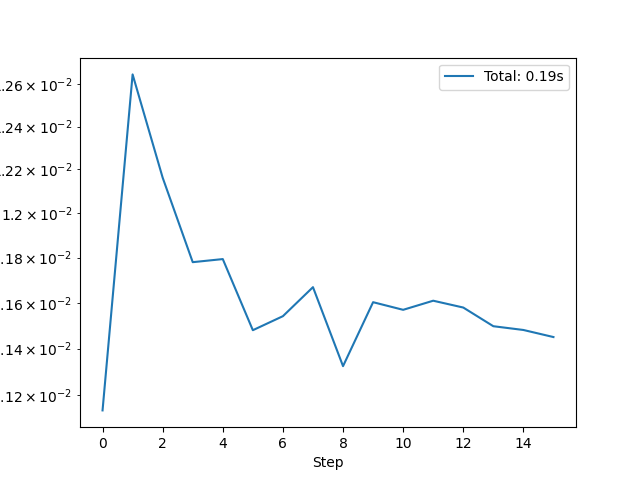 Total: 0.19s
.26 × 10⁻²
.24 × 10⁻²
.22 × 10⁻²
1.2 × 10⁻²
.18 × 10⁻²
.16 × 10⁻²
.14 × 10⁻²
.12 × 10⁻²
0 2 4 6 8 10 12 14
Step